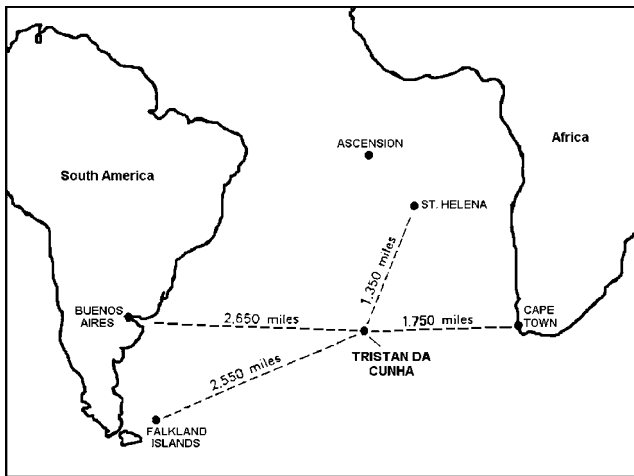 ASCENSION
Africa
South America
ST. HELENA
1.350 miles
BUENOS
AIRES
2.650 miles
1.750 miles
CAPE
TOWN
TRISTAN DA
CUNHA
2.550 miles
FALKLAND
ISLANDS